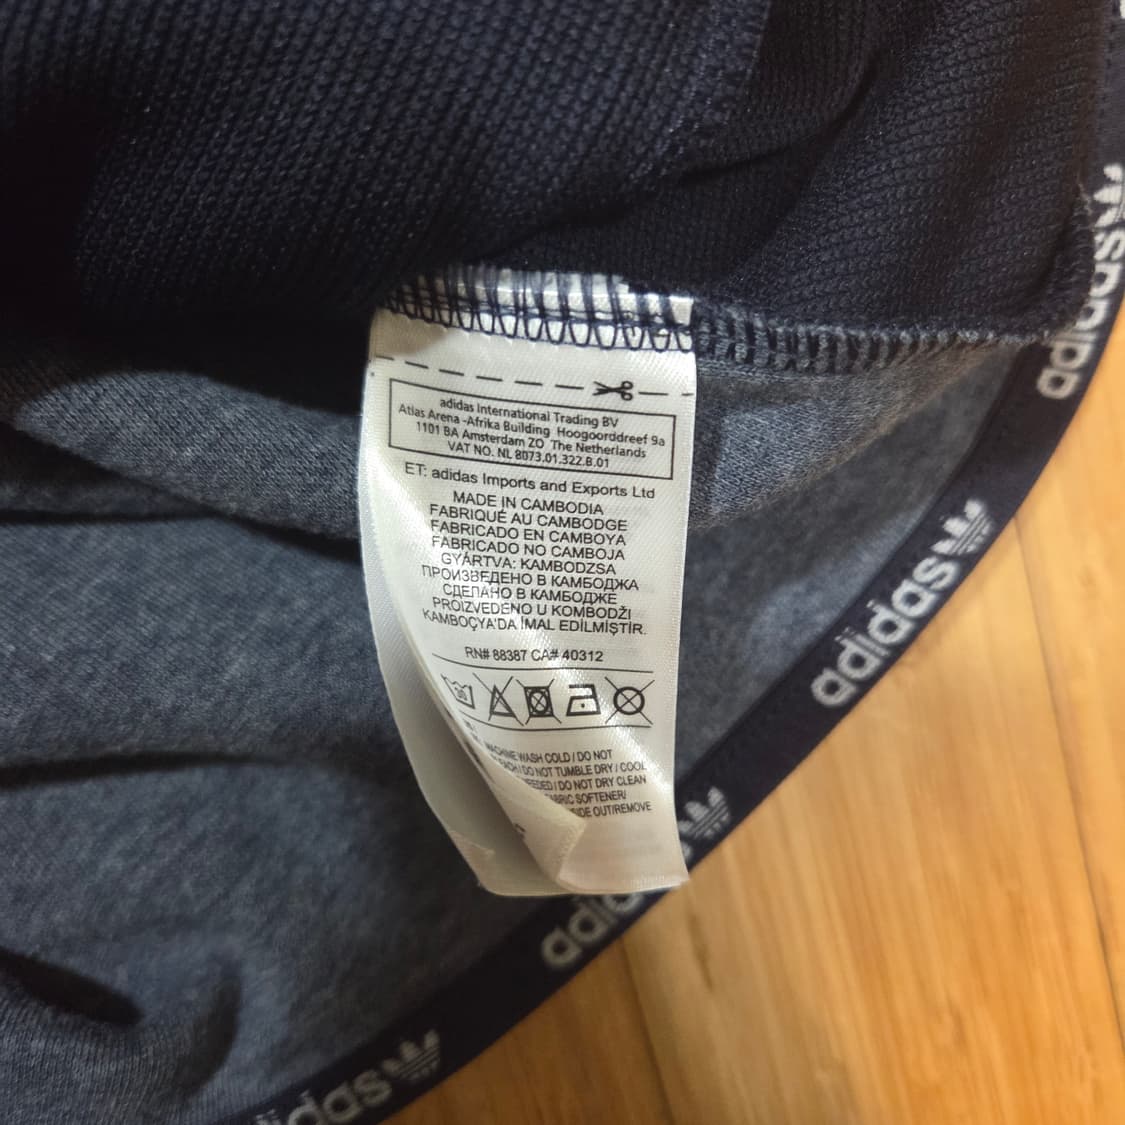 adidas International Trading BV
Atlas Arena -Afrika Building Hoogoorddreef 9a
1101 BA Amsterdam ZO The Netherlands
VAT NO. NL 8073.01.322.B.01
ET: adidas Imports and Exports Ltd
MADE IN CAMBODIA
FABRIQUÉ AU CAMBODGE
FABRICADO EN CAMBOYA
FABRICADO NO CAMBOJA
GYÁRTVA: KAMBODZSA
ПРОИЗВЕДЕНО В КАМБОДЖА
СДЕЛАНО В КАМБОДЖЕ
PROIZVEDENO U KOMBODŽI
KAMBOÇYA'DA İMAL EDİLMİŞTİR.
RN# 88387 CA# 40312
30
WASH COLD / DO NOT
DO NOT TUMBLE DRY / COOL
DO NOT DRY CLEAN
SOFTENER/
OUT/REMOVE
adidas
adidas
adidas
adidas